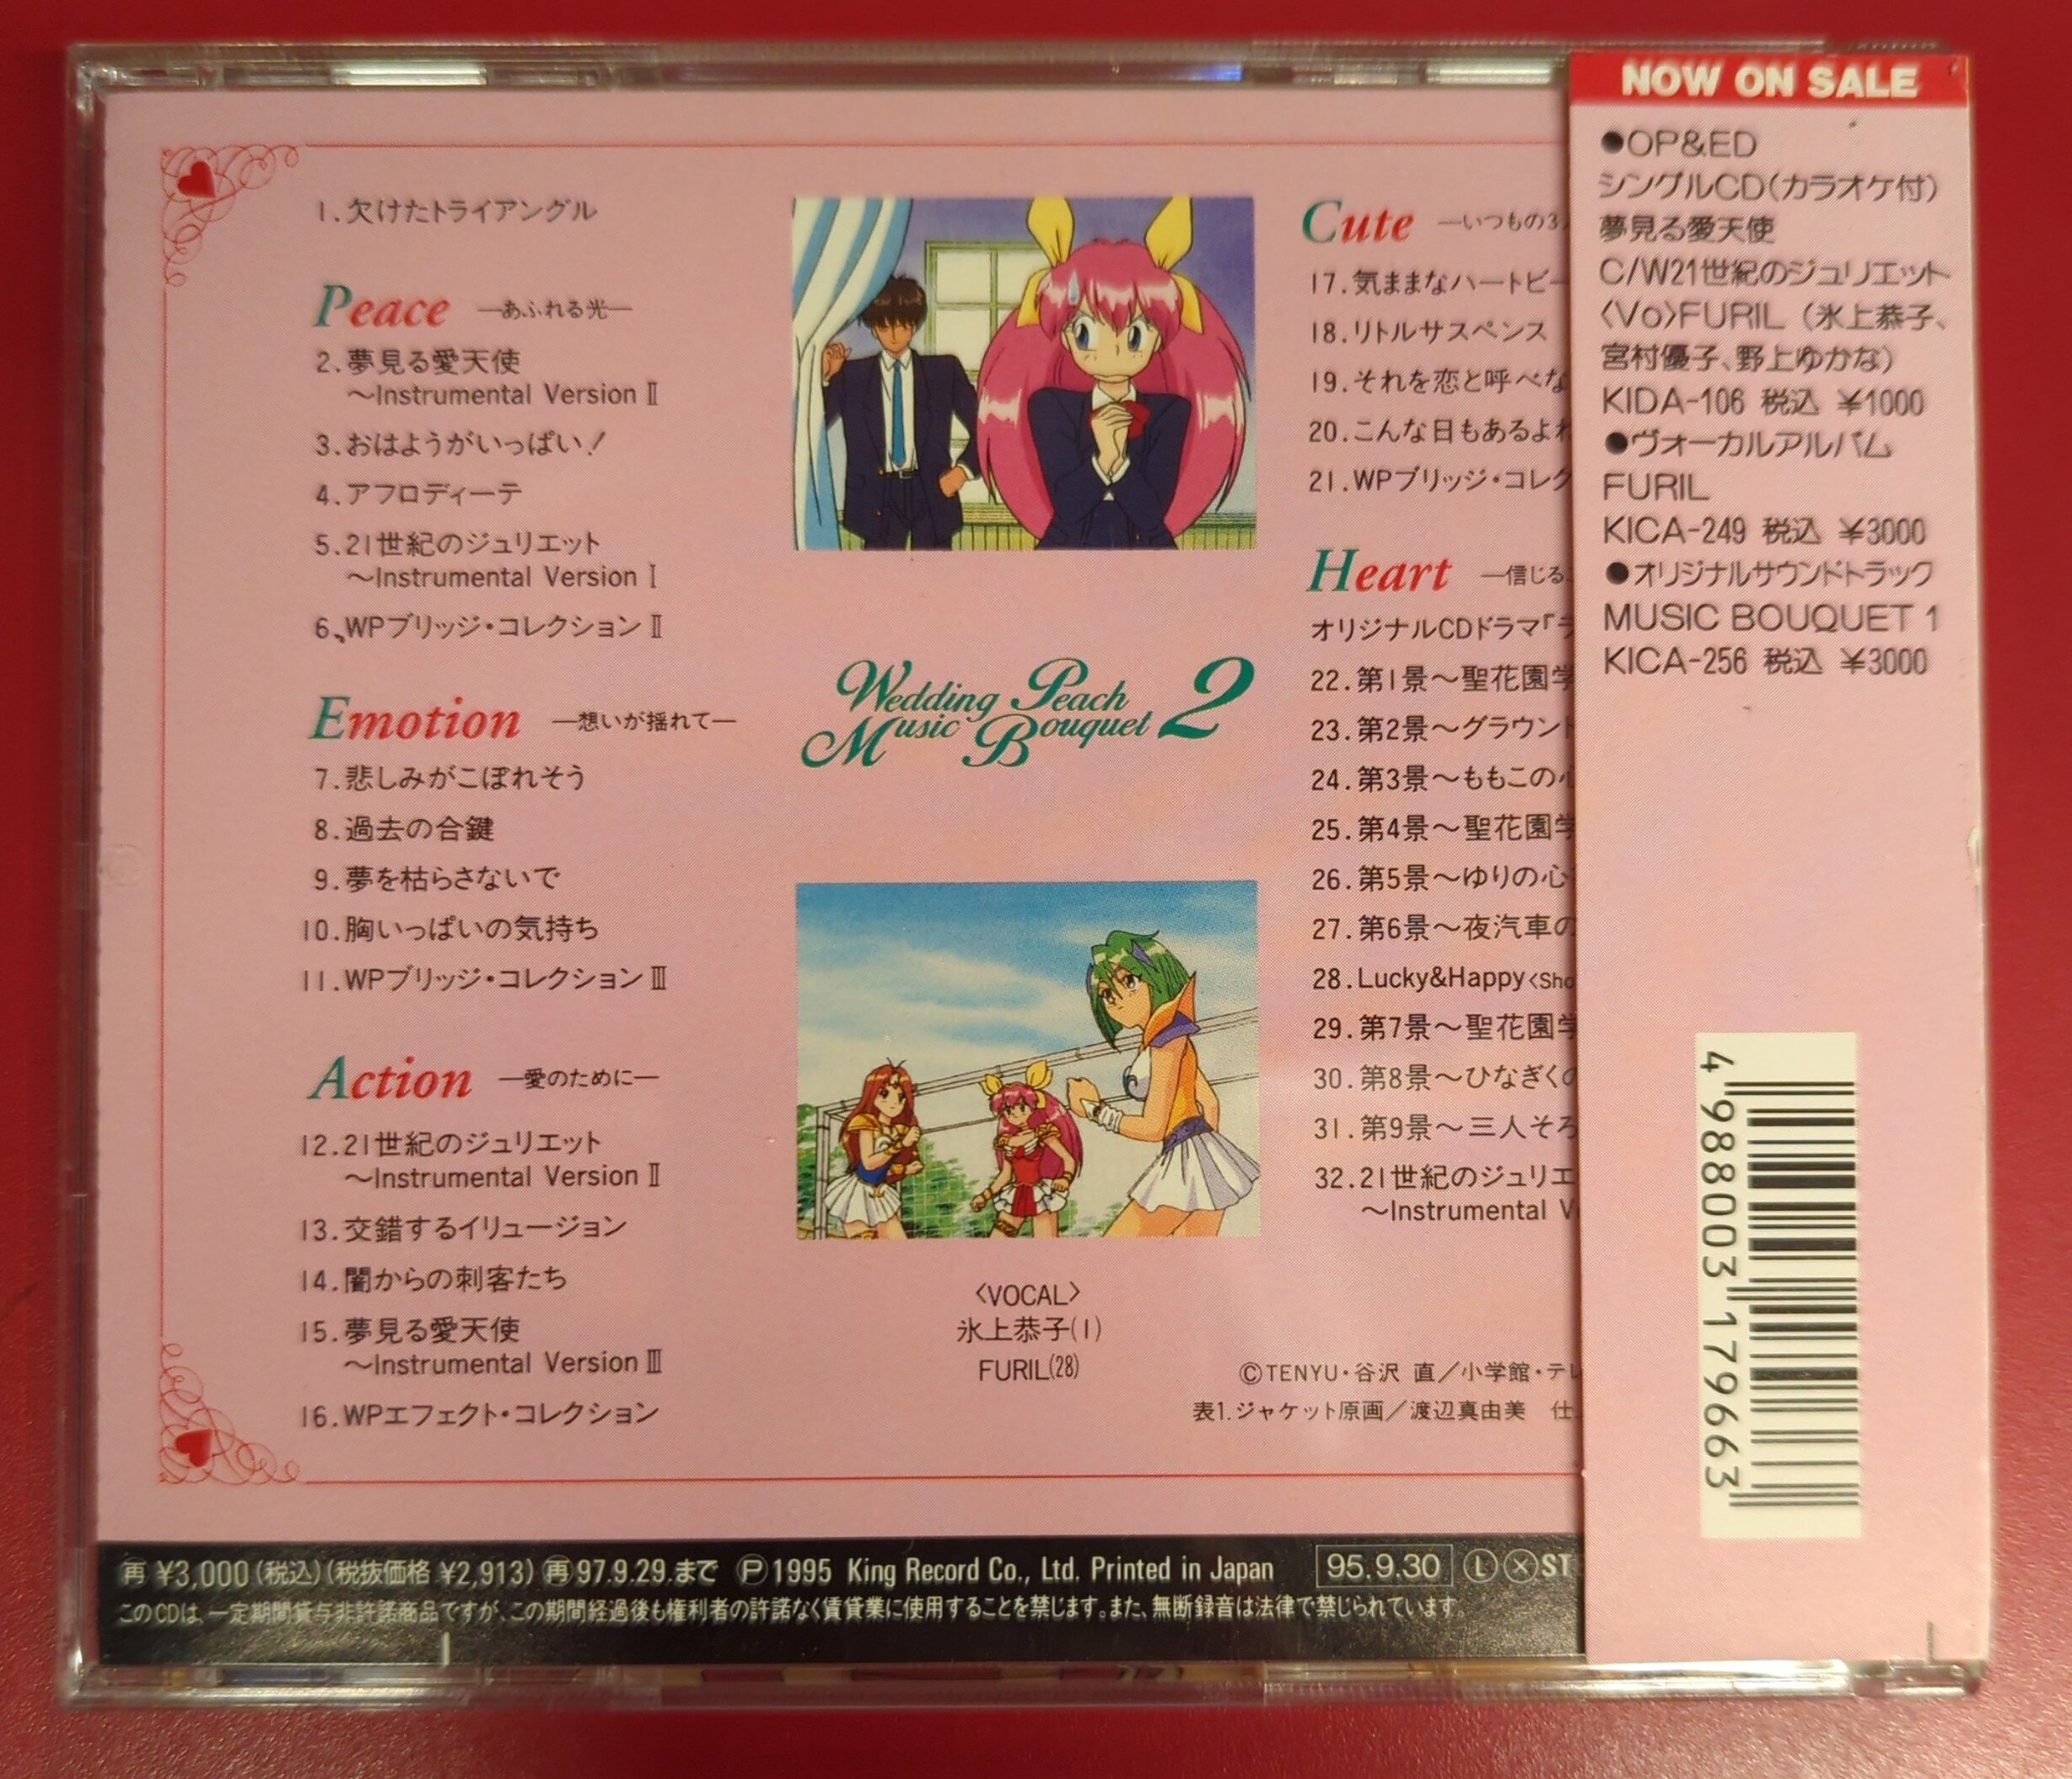 1.欠けたトライアングル
Peace —あふれる光—
2.夢見る愛天使
〜Instrumental Version Ⅱ
3.おはようがいっぱい!
4.アフロディーテ
5.21世紀のジュリエット
〜Instrumental Version Ⅰ
6.WPブリッジ・コレクション Ⅱ
Emotion —想いが揺れて—
7.悲しみがこぼれそう
8.過去の合鍵
9.夢を枯らさないで
10.胸いっぱいの気持ち
11.WPブリッジ・コレクション Ⅲ
Action —愛のために—
12.21世紀のジュリエット
〜Instrumental Version Ⅱ
13.交錯するイリュージョン
14.闇からの刺客たち
15.夢見る愛天使
〜Instrumental Version Ⅲ
16.WPエフェクト・コレクション
Wedding Peach
Music Bouquet 2
〈VOCAL〉
氷上恭子(1)
FURIL(28)
Cute —いつもの3
17.気ままなハートビー
18.リトルサスペンス
19.それを恋と呼べな
20.こんな日もあるよね
21.WPブリッジ・コレク
Heart —信じる
オリジナルCDドラマ「ラ
22.第1景〜聖花園学
23.第2景〜グラウンド
24.第3景〜ももこの心
25.第4景〜聖花園学
26.第5景〜ゆりの心
27.第6景〜夜汽車の
28.Lucky&Happy<Sho
29.第7景〜聖花園学
30.第8景〜ひなぎくの
31.第9景〜三人そろ
32.21世紀のジュリエ
〜Instrumental V
©TENYU・谷沢 直/小学館・テレ
表1.ジャケット原画/渡辺真由美 仕
再 ¥3,000(税込)(税抜価格 ¥2,913)再97.9.29.まで Ⓟ1995 King Record Co., Ltd. Printed in Japan 95.9.30 Ⓛ ⓧ ST
このCDは、一定期間貸与非許諾商品ですが、この期間経過後も権利者の許諾なく賃貸業に使用することを禁じます。また、無断録音は法律で禁じられています。
NOW ON SALE
●OP&ED
シングルCD(カラオケ付)
夢見る愛天使
C/W21世紀のジュリエット
〈Vo〉FURIL(氷上恭子、
宮村優子、野上ゆかな)
KIDA-106 税込 ¥1000
●ヴォーカルアルバム
FURIL
KICA-249 税込 ¥3000
●オリジナルサウンドトラック
MUSIC BOUQUET 1
KICA-256 税込 ¥3000
4 988003 179663